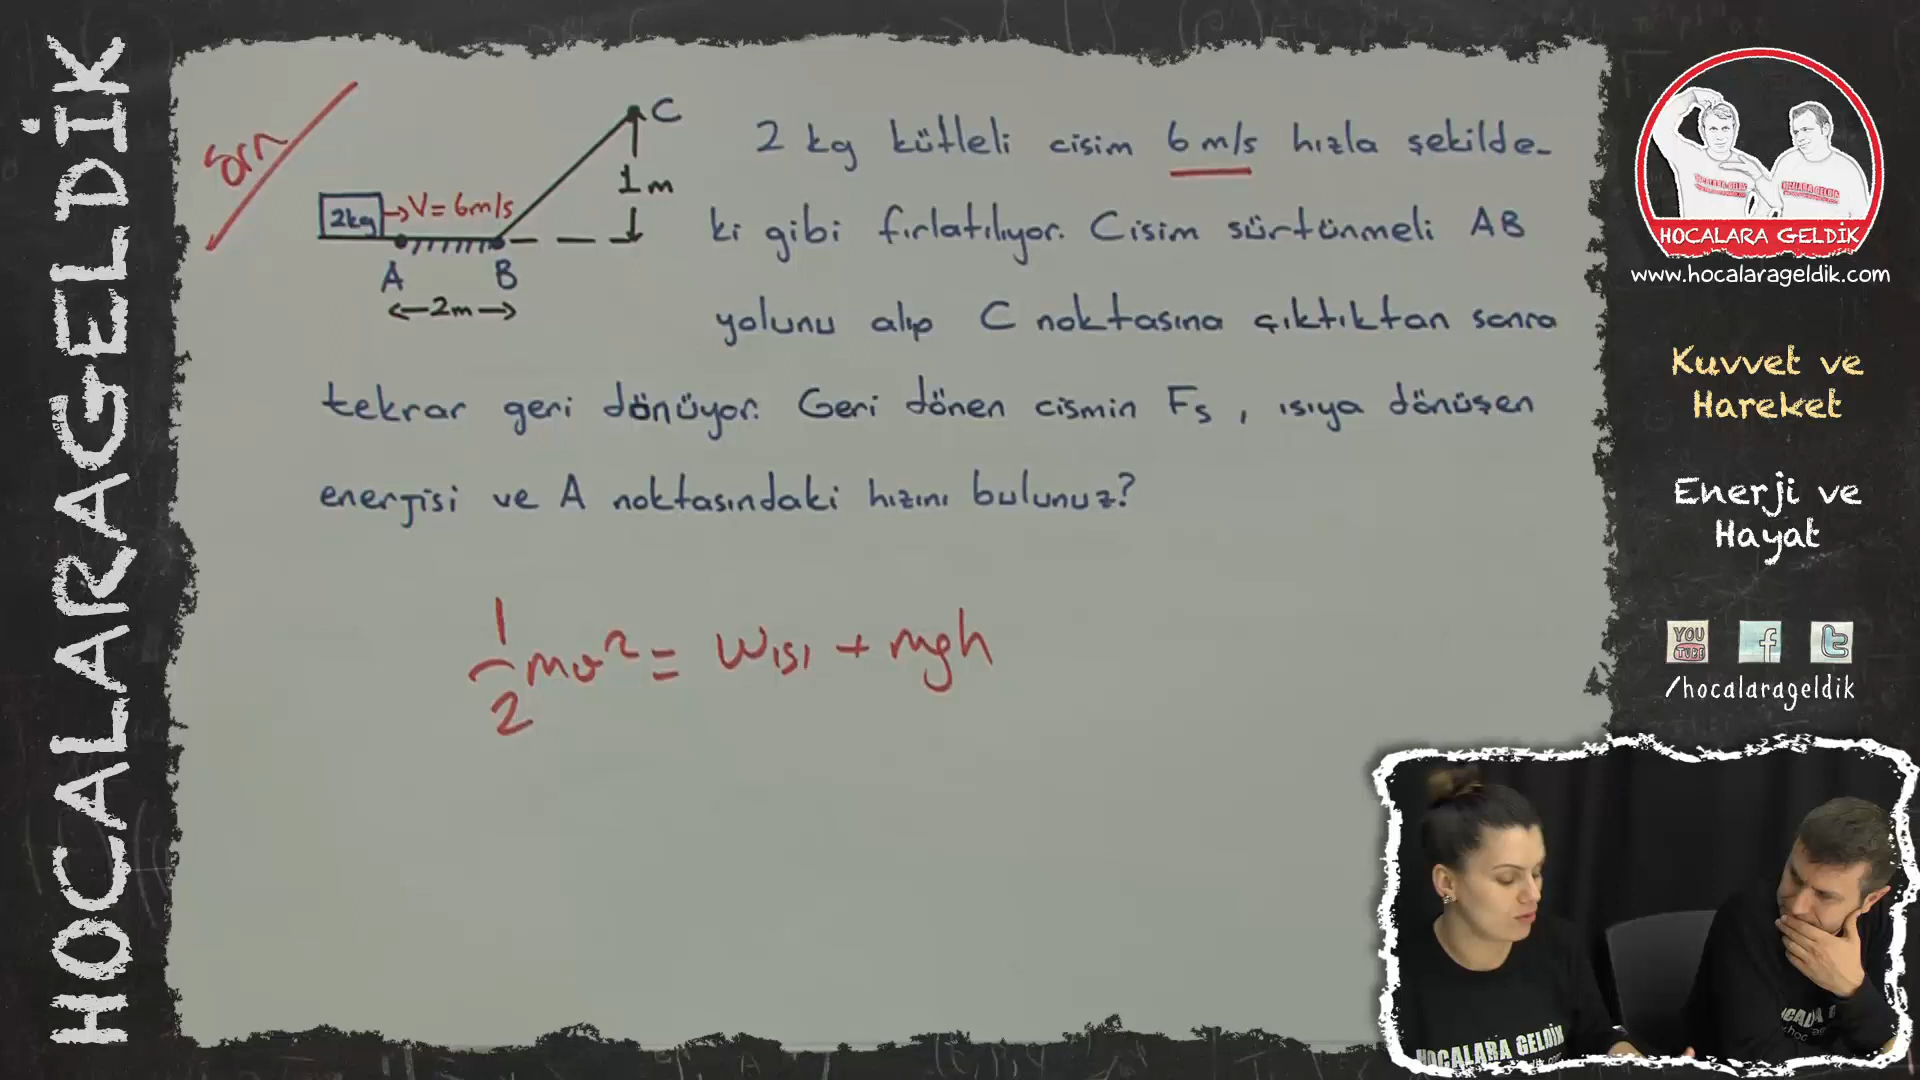 HOCALARAGELDİK
Örn
C
1m
2kg
V = 6m/s
A
B
2m
2 kg kütleli cisim 6 m/s hızla şekilde-
ki gibi fırlatılıyor. Cisim sürtünmeli AB
yolunu alıp C noktasına çıktıktan sonra
tekrar geri dönüyor. Geri dönen cismin Fs, ısıya dönüşen
enerjisi ve A noktasındaki hızını bulunuz?
1/2 mv² = Wısı + mgh
HOCALARA GELDİK
www.hocalarageldik.com
Kuvvet ve
Hareket
Enerji ve
Hayat
YOU
TUBE
f
t
/hocalarageldik
HOCALARA GELDİK